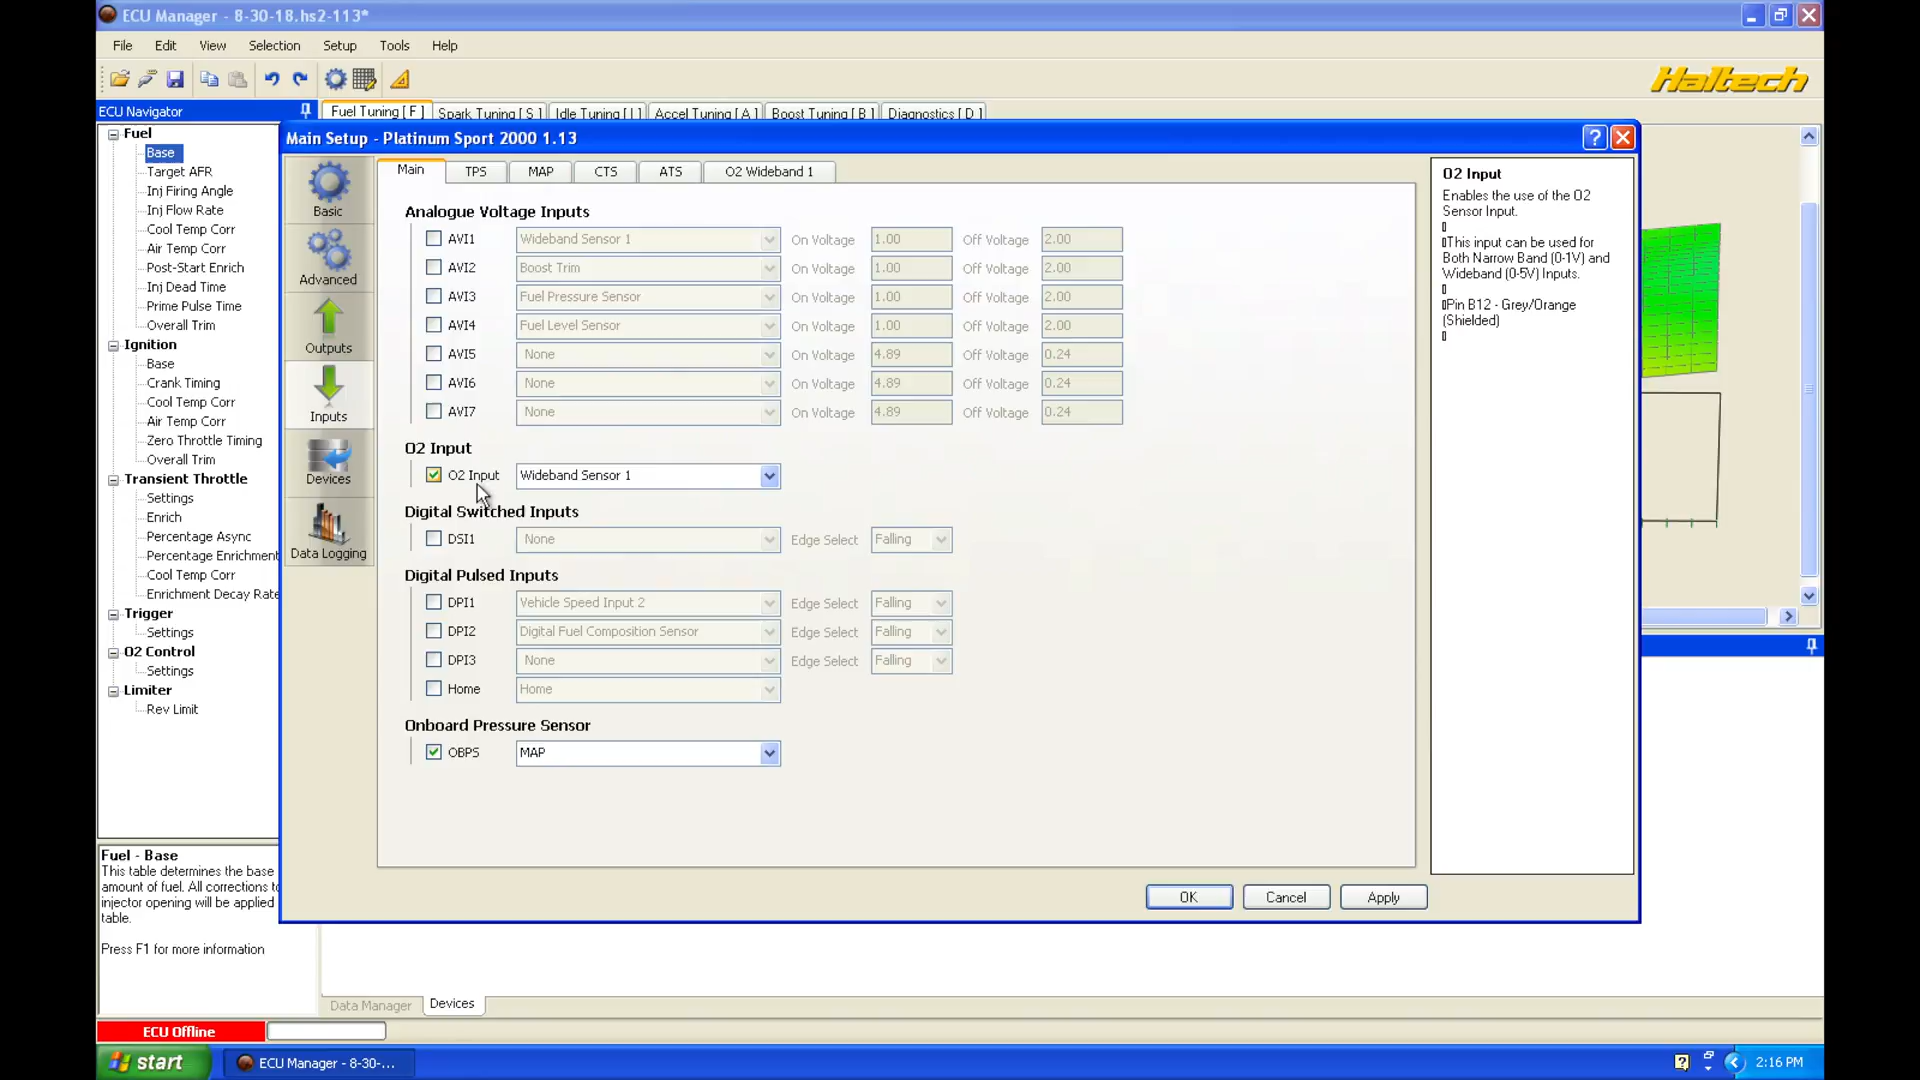 ECU Manager - 8-30-18.hs2-113*
File Edit View Selection Setup Tools Help
Haltech
ECU Navigator
Fuel Tuning [ F ] Spark Tuning [ S ] Idle Tuning [ I ] Accel Tuning [ A ] Boost Tuning [ B ] Diagnostics [ D ]
Fuel
Base
Target AFR
Inj Firing Angle
Inj Flow Rate
Cool Temp Corr
Air Temp Corr
Post-Start Enrich
Inj Dead Time
Prime Pulse Time
Overall Trim
Ignition
Base
Crank Timing
Cool Temp Corr
Air Temp Corr
Zero Throttle Timing
Overall Trim
Transient Throttle
Settings
Enrich
Percentage Async
Percentage Enrichment
Cool Temp Corr
Enrichment Decay Rate
Trigger
Settings
O2 Control
Settings
Limiter
Rev Limit
Main Setup - Platinum Sport 2000 1.13
Basic
Advanced
Outputs
Inputs
Devices
Data Logging
Main TPS MAP CTS ATS O2 Wideband 1
Analogue Voltage Inputs
AVI1 Wideband Sensor 1 On Voltage 1.00 Off Voltage 2.00
AVI2 Boost Trim On Voltage 1.00 Off Voltage 2.00
AVI3 Fuel Pressure Sensor On Voltage 1.00 Off Voltage 2.00
AVI4 Fuel Level Sensor On Voltage 1.00 Off Voltage 2.00
AVI5 None On Voltage 4.89 Off Voltage 0.24
AVI6 None On Voltage 4.89 Off Voltage 0.24
AVI7 None On Voltage 4.89 Off Voltage 0.24
O2 Input
O2 Input Wideband Sensor 1
Digital Switched Inputs
DSI1 None Edge Select Falling
Digital Pulsed Inputs
DPI1 Vehicle Speed Input 2 Edge Select Falling
DPI2 Digital Fuel Composition Sensor Edge Select Falling
DPI3 None Edge Select Falling
Home Home
Onboard Pressure Sensor
OBPS MAP
OK Cancel Apply
O2 Input
Enables the use of the O2
Sensor Input.
This input can be used for
Both Narrow Band (0-1V) and
Wideband (0-5V) Inputs.
Pin B12 - Grey/Orange
(Shielded)
Fuel - Base
This table determines the base
amount of fuel. All corrections to
injector opening will be applied
table.
Press F1 for more information
Data Manager Devices
ECU Offline
start ECU Manager - 8-30-... 2:16 PM